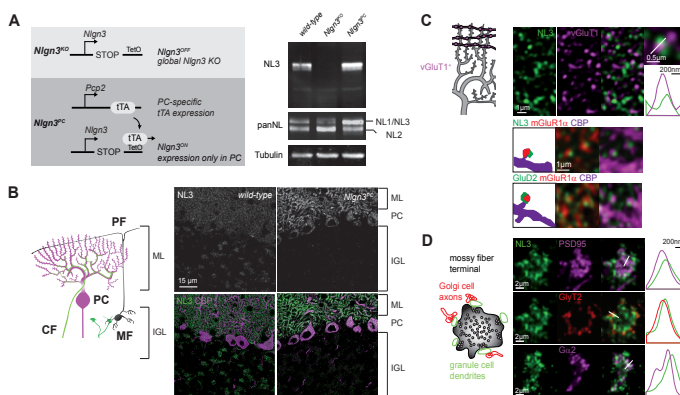 A
Nlgn3
TetO
Nlgn3KO
STOP
Nlgn3OFF
global Nlgn3 KO
Pcp2
tTA
PC-specific
tTA expression
Nlgn3PC
Nlgn3
tTA
TetO
STOP
Nlgn3ON
expression only in PC
wild-type
Nlgn3KO
Nlgn3PC
NL3
panNL
NL1/NL3
NL2
Tubulin
B
PF
ML
PC
IGL
CF
MF
NL3
wild-type
Nlgn3PC
15 µm
ML
PC
IGL
NL3 CBP
ML
PC
IGL
C
vGluT1+
NL3
vGluT1
1µm
0.5µm
200nm
NL3 mGluR1α CBP
1µm
GluD2 mGluR1α CBP
D
mossy fiber
terminal
Golgi cell
axons
granule cell
dendrites
NL3
PSD95
200nm
2µm
GlyT2
2µm
Gα2
2µm